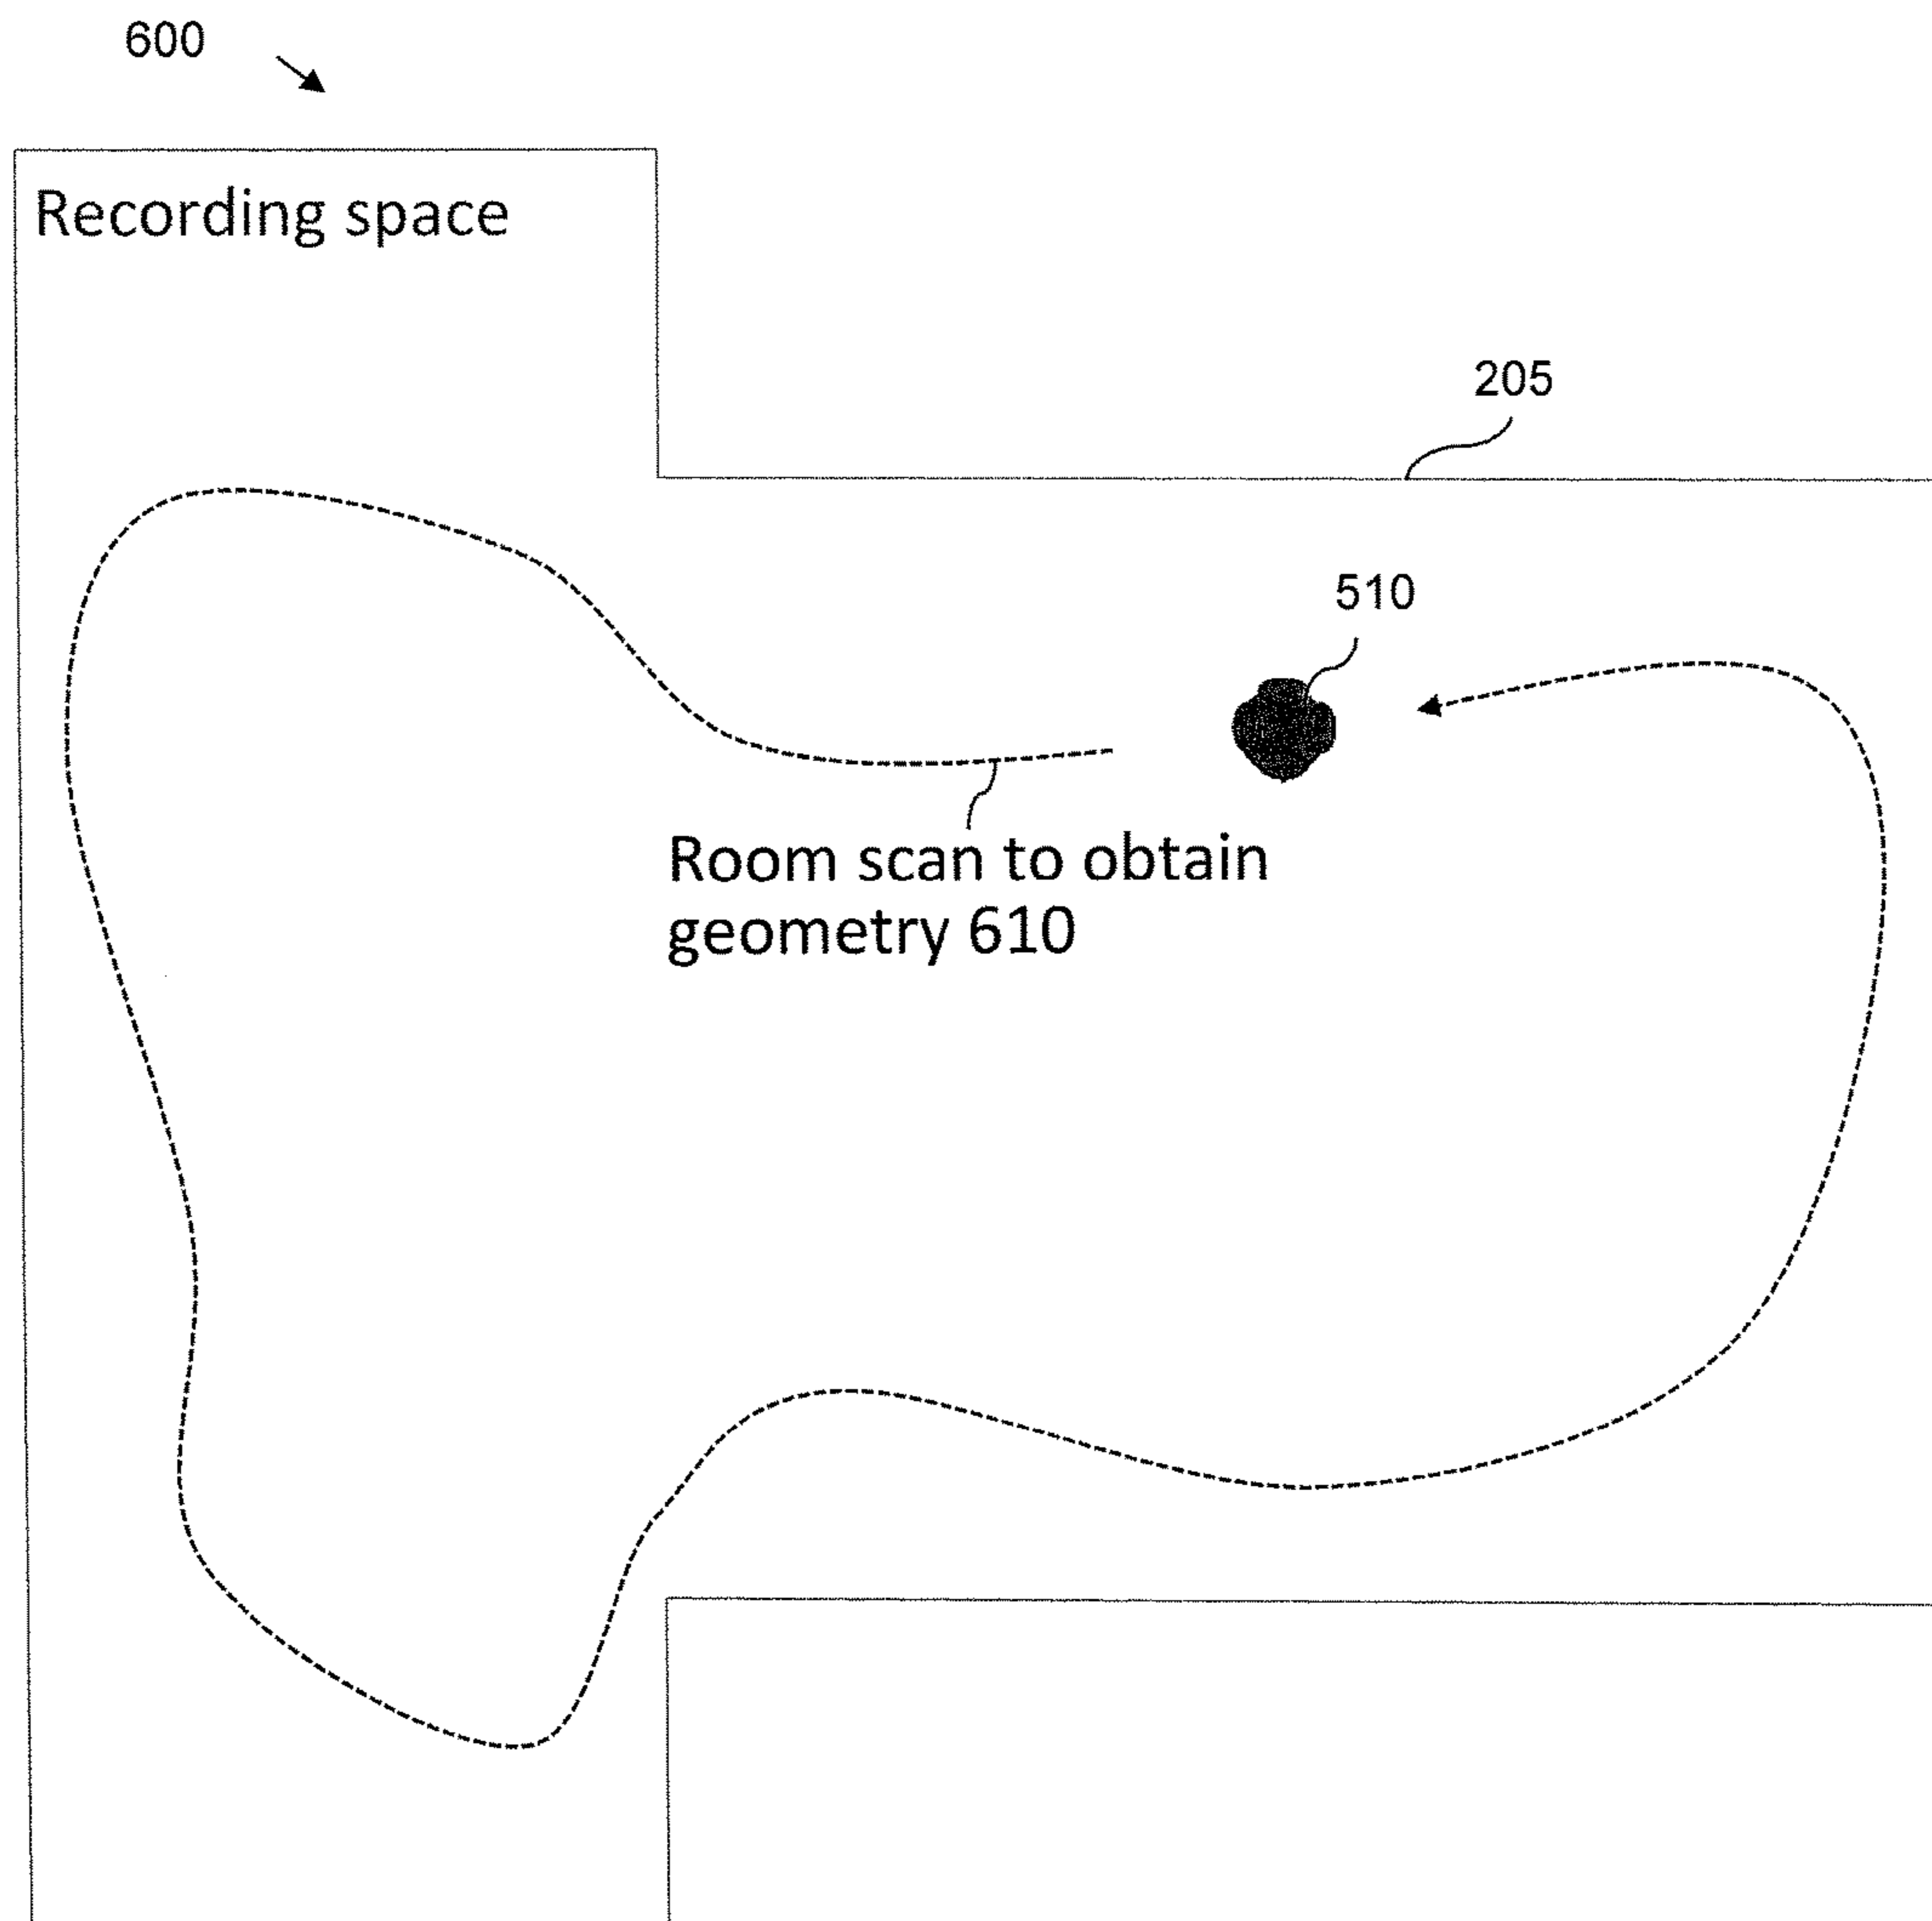 600
Recording space
205
510
Room scan to obtain
geometry 610